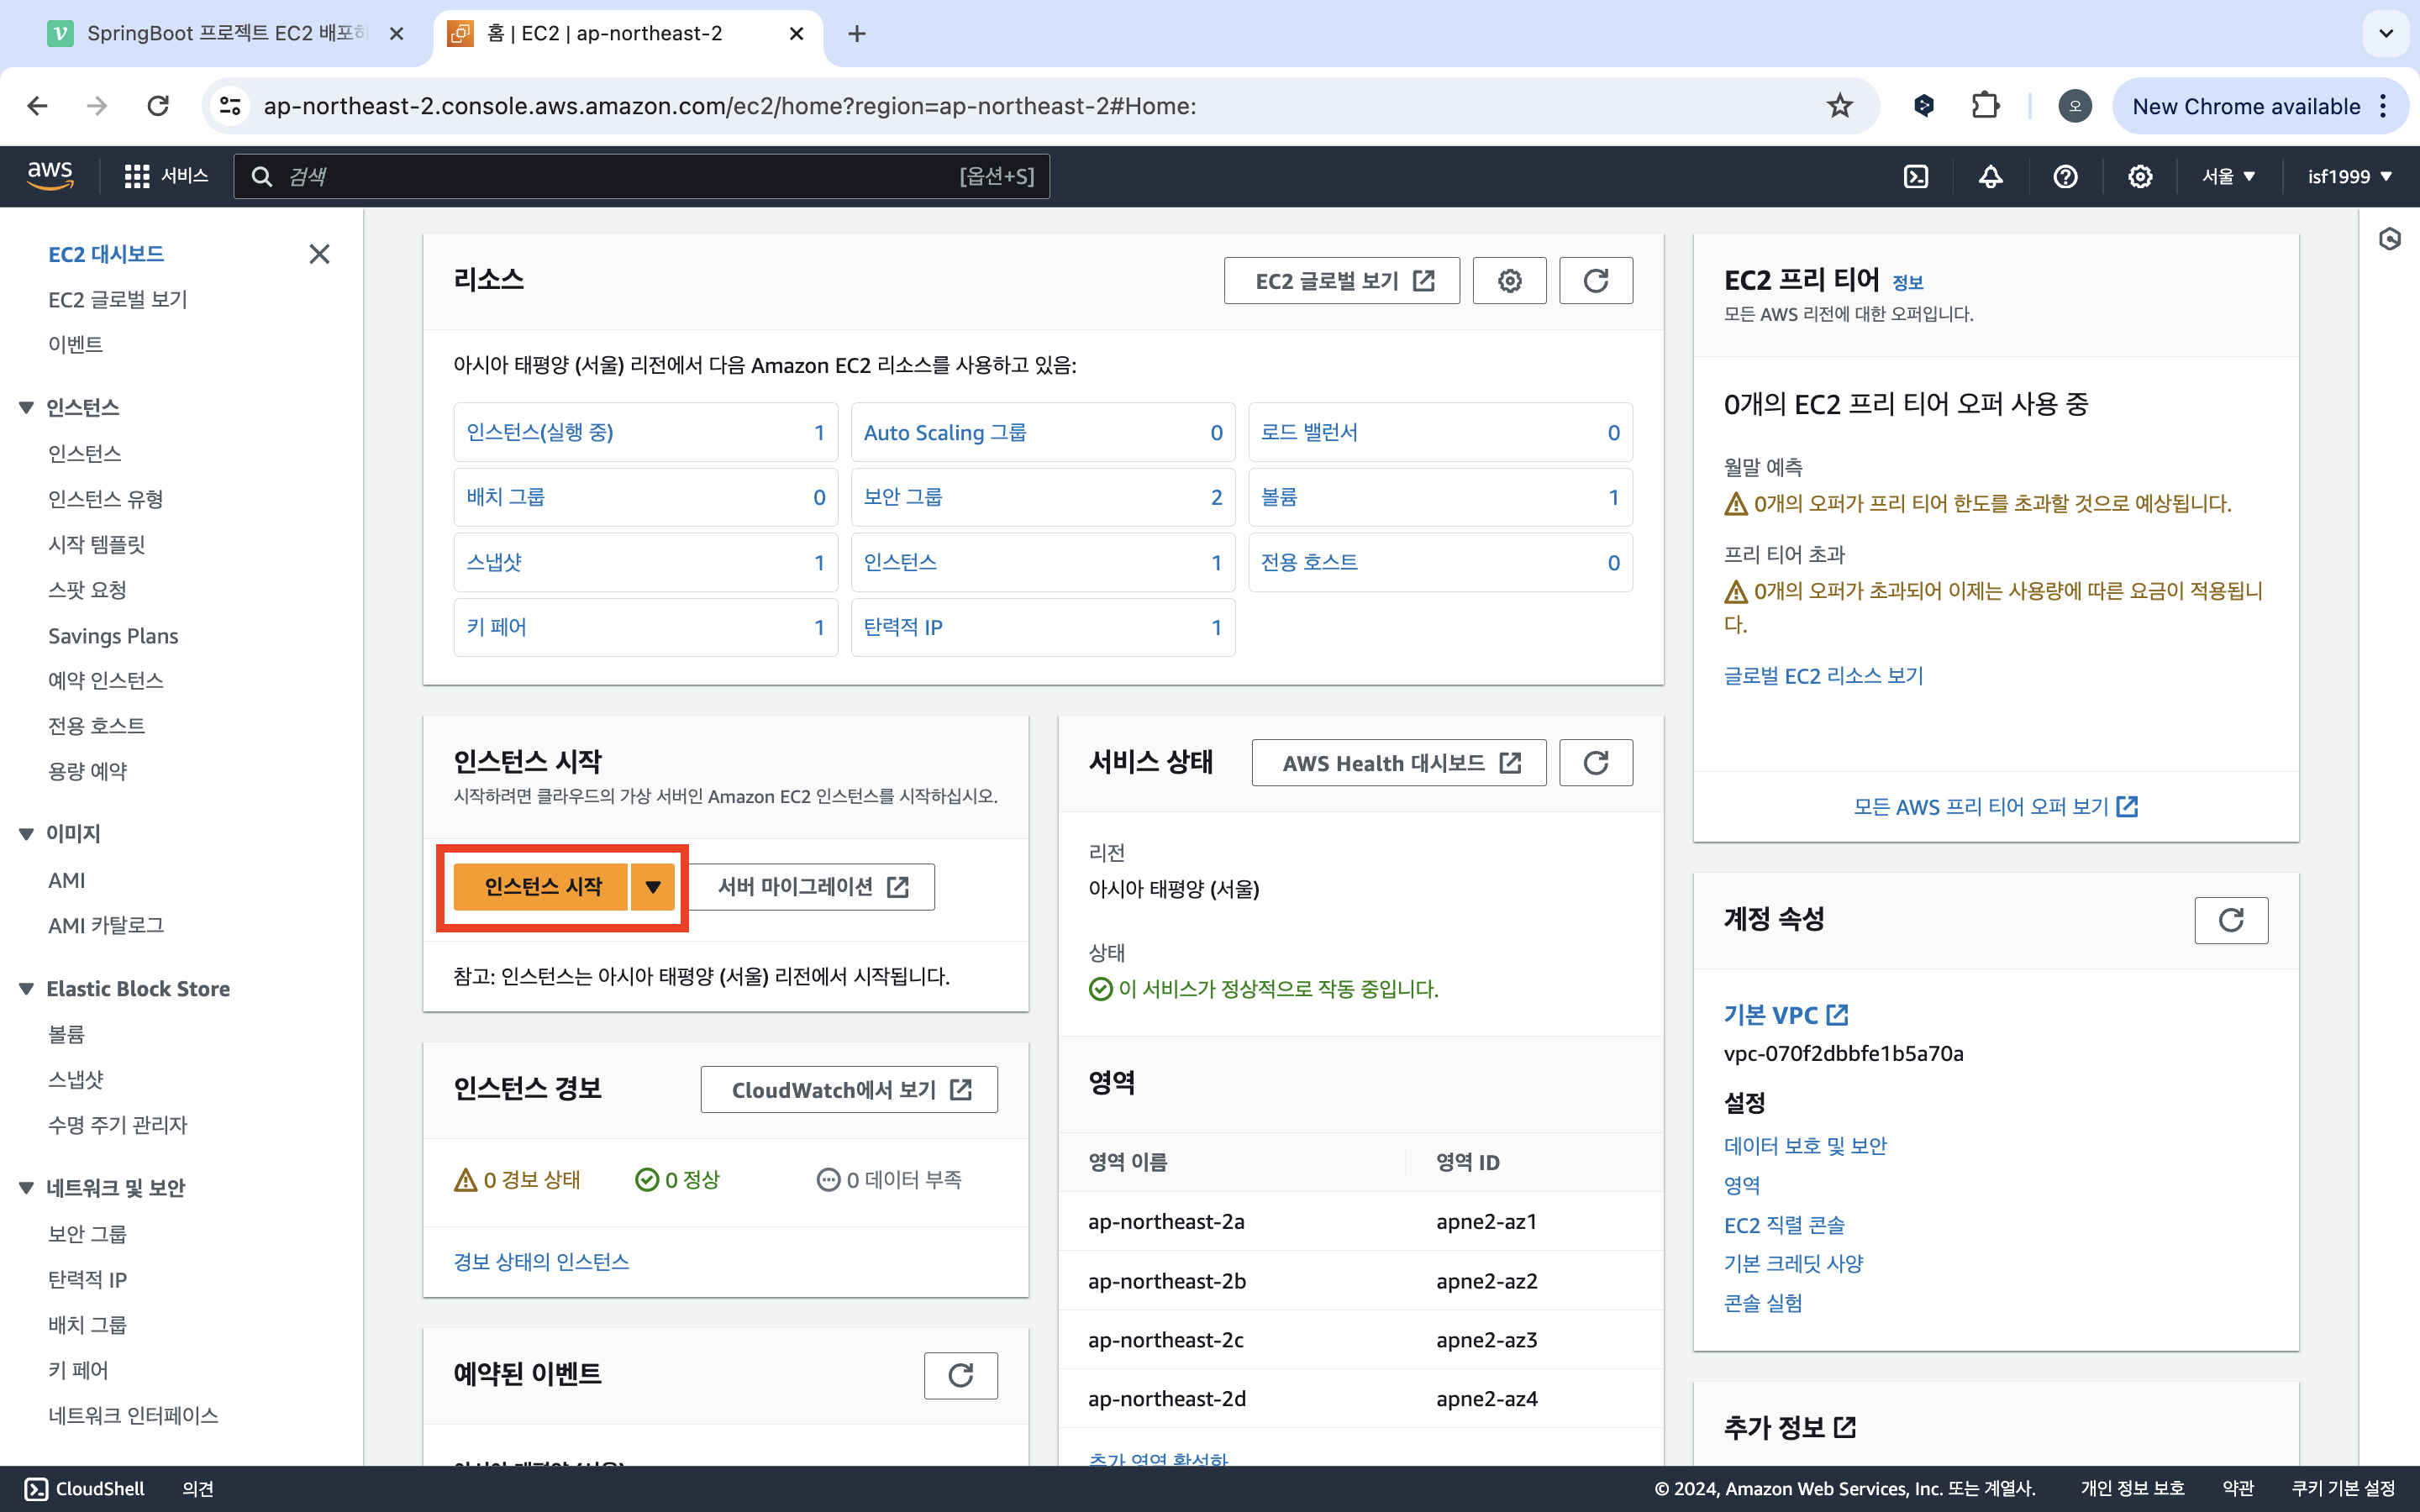 SpringBoot 프로젝트 EC2 배포하
홈 | EC2 | ap-northeast-2
ap-northeast-2.console.aws.amazon.com/ec2/home?region=ap-northeast-2#Home:
오
New Chrome available
aws
서비스
검색
[옵션+S]
서울
isf1999
EC2 대시보드
EC2 글로벌 보기
이벤트
인스턴스
인스턴스
인스턴스 유형
시작 템플릿
스팟 요청
Savings Plans
예약 인스턴스
전용 호스트
용량 예약
이미지
AMI
AMI 카탈로그
Elastic Block Store
볼륨
스냅샷
수명 주기 관리자
네트워크 및 보안
보안 그룹
탄력적 IP
배치 그룹
키 페어
네트워크 인터페이스
리소스
EC2 글로벌 보기
아시아 태평양 (서울) 리전에서 다음 Amazon EC2 리소스를 사용하고 있음:
인스턴스(실행 중) 1
Auto Scaling 그룹 0
로드 밸런서 0
배치 그룹 0
보안 그룹 2
볼륨 1
스냅샷 1
인스턴스 1
전용 호스트 0
키 페어 1
탄력적 IP 1
인스턴스 시작
시작하려면 클라우드의 가상 서버인 Amazon EC2 인스턴스를 시작하십시오.
인스턴스 시작
서버 마이그레이션
참고: 인스턴스는 아시아 태평양 (서울) 리전에서 시작됩니다.
인스턴스 경보
CloudWatch에서 보기
0 경보 상태
0 정상
0 데이터 부족
경보 상태의 인스턴스
예약된 이벤트
아시아 태평양 (서울)
서비스 상태
AWS Health 대시보드
리전
아시아 태평양 (서울)
상태
이 서비스가 정상적으로 작동 중입니다.
영역
영역 이름 영역 ID
ap-northeast-2a apne2-az1
ap-northeast-2b apne2-az2
ap-northeast-2c apne2-az3
ap-northeast-2d apne2-az4
추가 영역 활성화
EC2 프리 티어 정보
모든 AWS 리전에 대한 오퍼입니다.
0개의 EC2 프리 티어 오퍼 사용 중
월말 예측
0개의 오퍼가 프리 티어 한도를 초과할 것으로 예상됩니다.
프리 티어 초과
0개의 오퍼가 초과되어 이제는 사용량에 따른 요금이 적용됩니
다.
글로벌 EC2 리소스 보기
모든 AWS 프리 티어 오퍼 보기
계정 속성
기본 VPC
vpc-070f2dbbfe1b5a70a
설정
데이터 보호 및 보안
영역
EC2 직렬 콘솔
기본 크레딧 사양
콘솔 실험
추가 정보
CloudShell
의견
© 2024, Amazon Web Services, Inc. 또는 계열사.
개인 정보 보호
약관
쿠키 기본 설정